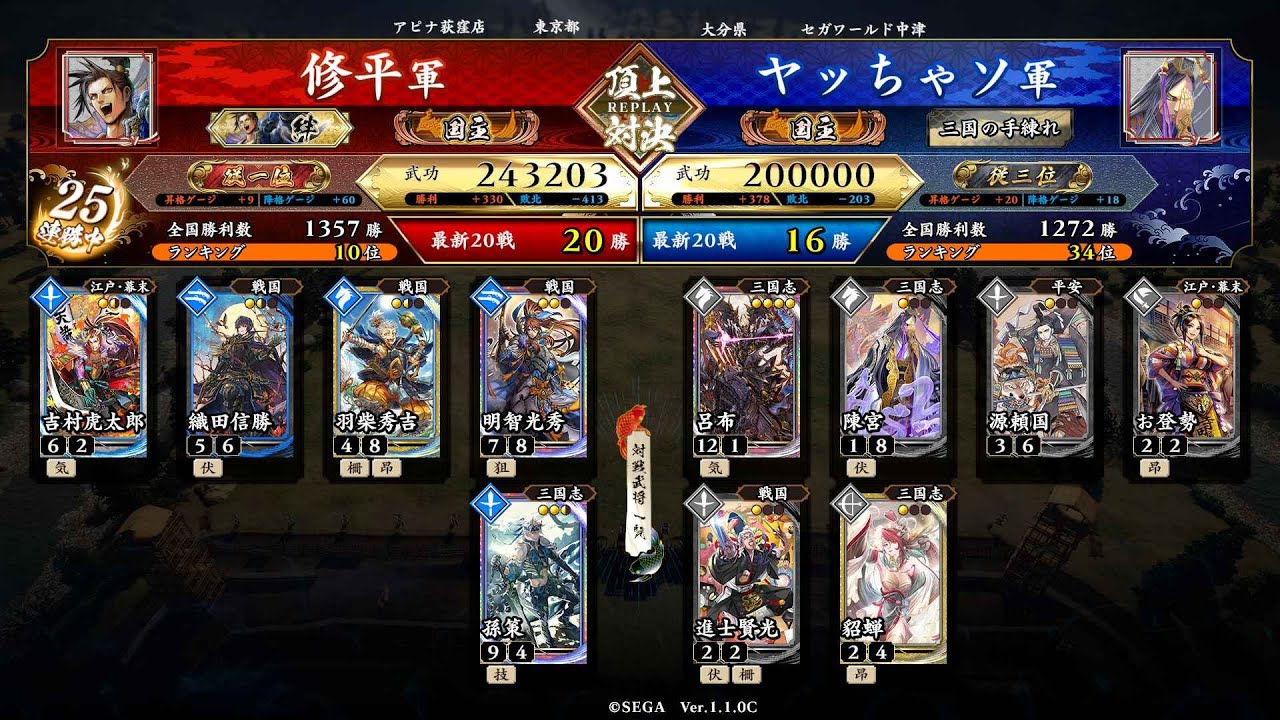 アピナ荻窪店 東京都
大分県 セガワールド中津
修平軍
頂上
REPLAY
対決
ヤッちゃソ軍
絆
国主
国主
三国の手練れ
25
連勝中
従一位
昇格ゲージ +9 降格ゲージ +60
武功 243203
勝利 +330 敗北 -413
武功 200000
勝利 +378 敗北 -203
従三位
昇格ゲージ +20 降格ゲージ +18
全国勝利数 1357勝
ランキング 10位
最新20戦 20勝
最新20戦 16勝
全国勝利数 1272勝
ランキング 34位
江戸・幕末
吉村虎太郎
6 2
気
戦国
織田信勝
5 6
伏
戦国
羽柴秀吉
4 8
柵 昂
戦国
明智光秀
7 8
狙
三国志
呂布
12 1
気
三国志
陳宮
1 8
伏
平安
源頼国
3 6
江戸・幕末
お登勢
2 2
昂
対戦武将一覧
三国志
孫策
9 4
技
戦国
進士賢光
2 2
伏 柵
三国志
貂蝉
2 4
昂
©SEGA Ver.1.1.0C